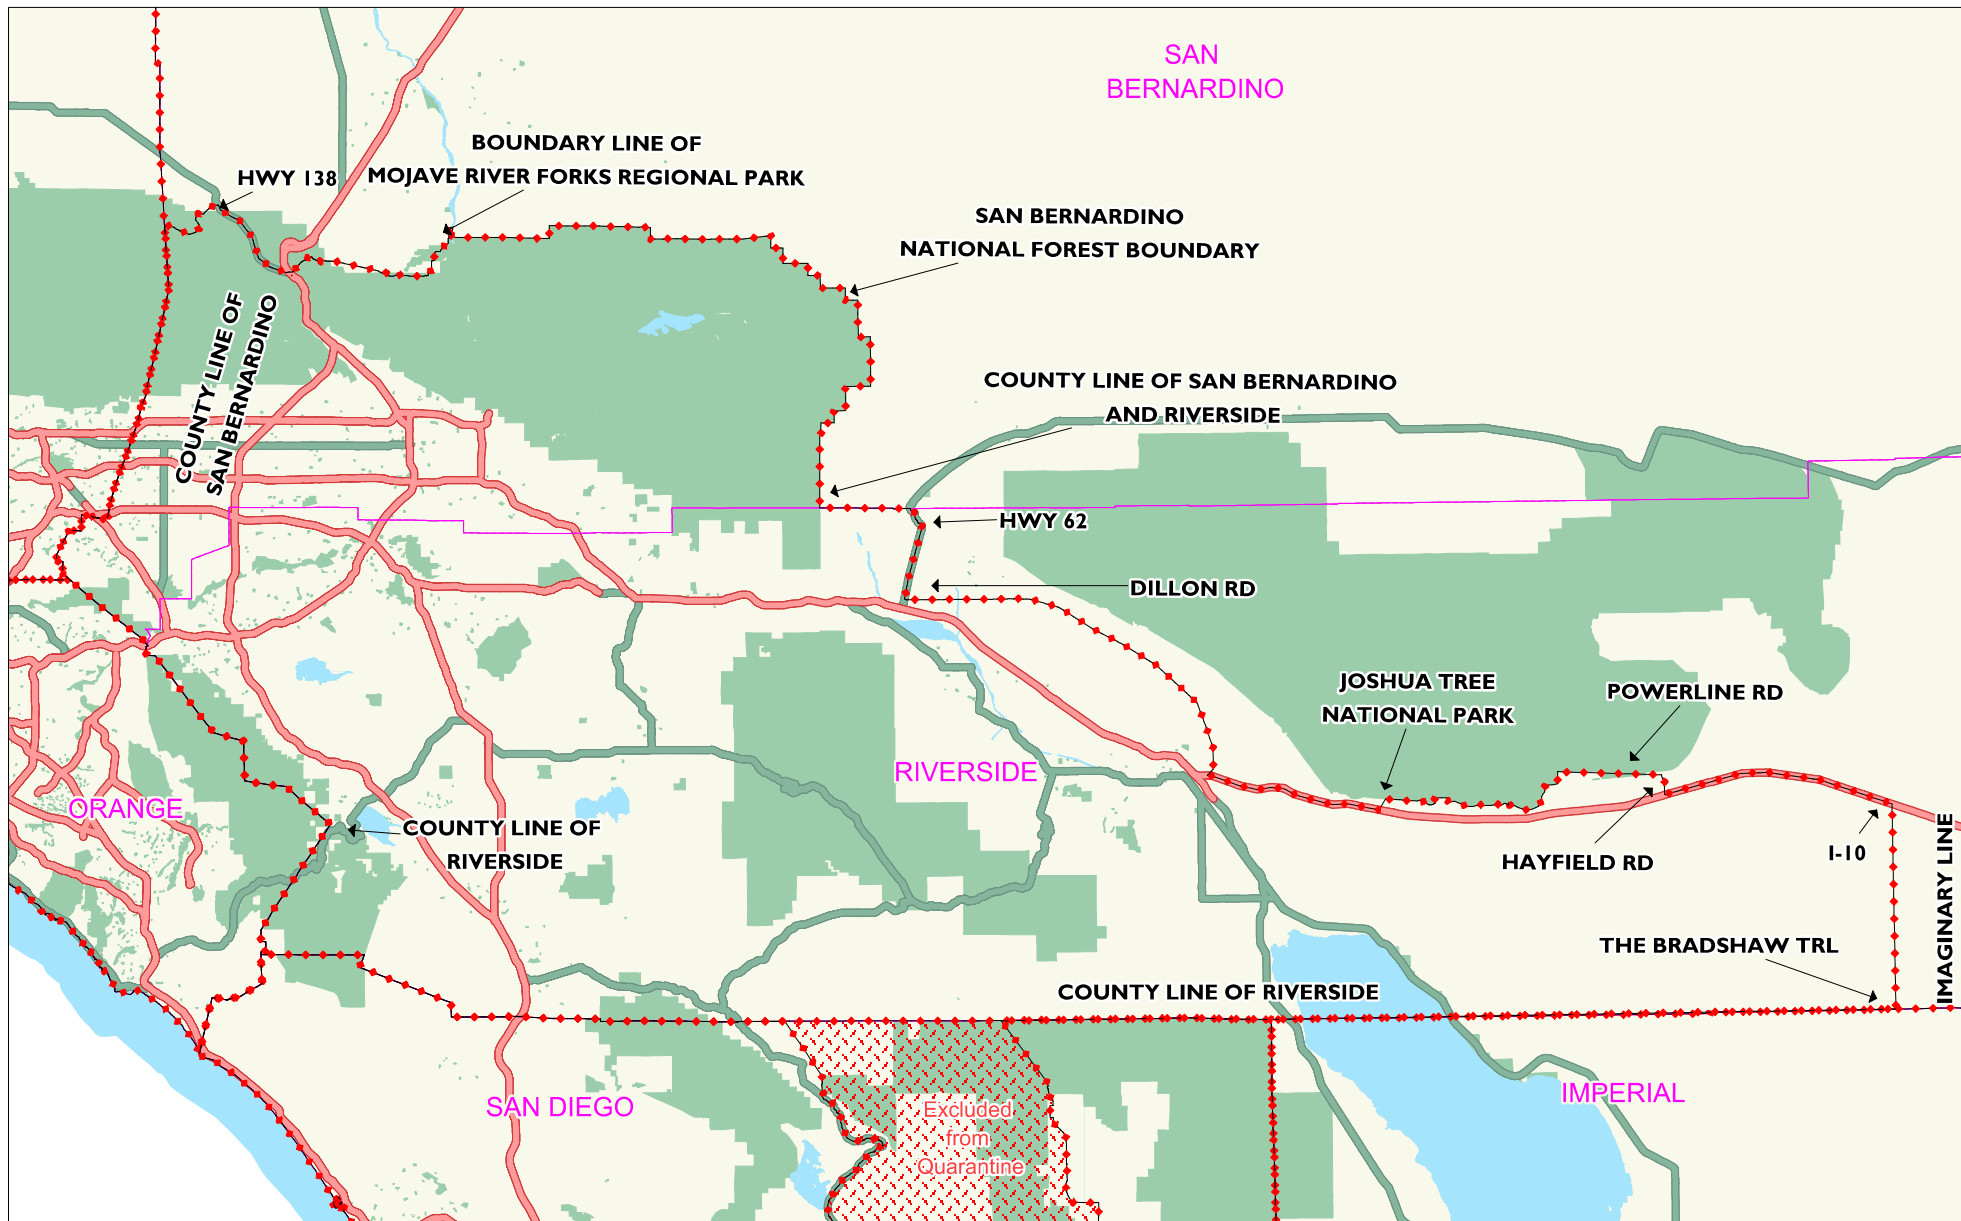 SAN
BERNARDINO
BOUNDARY LINE OF
MOJAVE RIVER FORKS REGIONAL PARK
HWY 138
SAN BERNARDINO
NATIONAL FOREST BOUNDARY
COUNTY LINE OF
SAN BERNARDINO
COUNTY LINE OF SAN BERNARDINO
AND RIVERSIDE
HWY 62
DILLON RD
JOSHUA TREE
NATIONAL PARK
POWERLINE RD
RIVERSIDE
ORANGE
COUNTY LINE OF
RIVERSIDE
HAYFIELD RD
I-10
IMAGINARY LINE
THE BRADSHAW TRL
COUNTY LINE OF RIVERSIDE
SAN DIEGO
IMPERIAL
Excluded
from
Quarantine